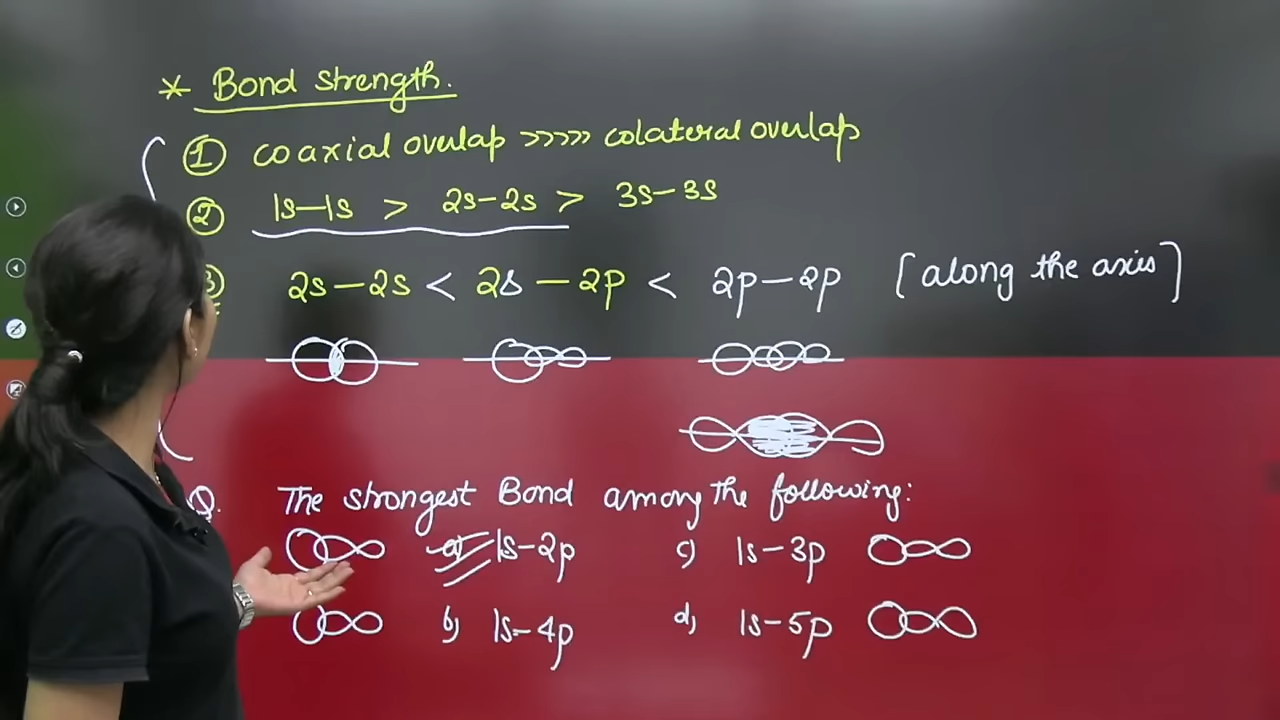 * Bond strength.
① coaxial overlap >>>>> colateral overlap
② 1s-1s > 2s-2s > 3s-3s
③ 2s-2s < 2s-2p < 2p-2p [along the axis]
Q. The strongest Bond among the following:
a) 1s-2p c) 1s-3p
b) 1s-4p d) 1s-5p